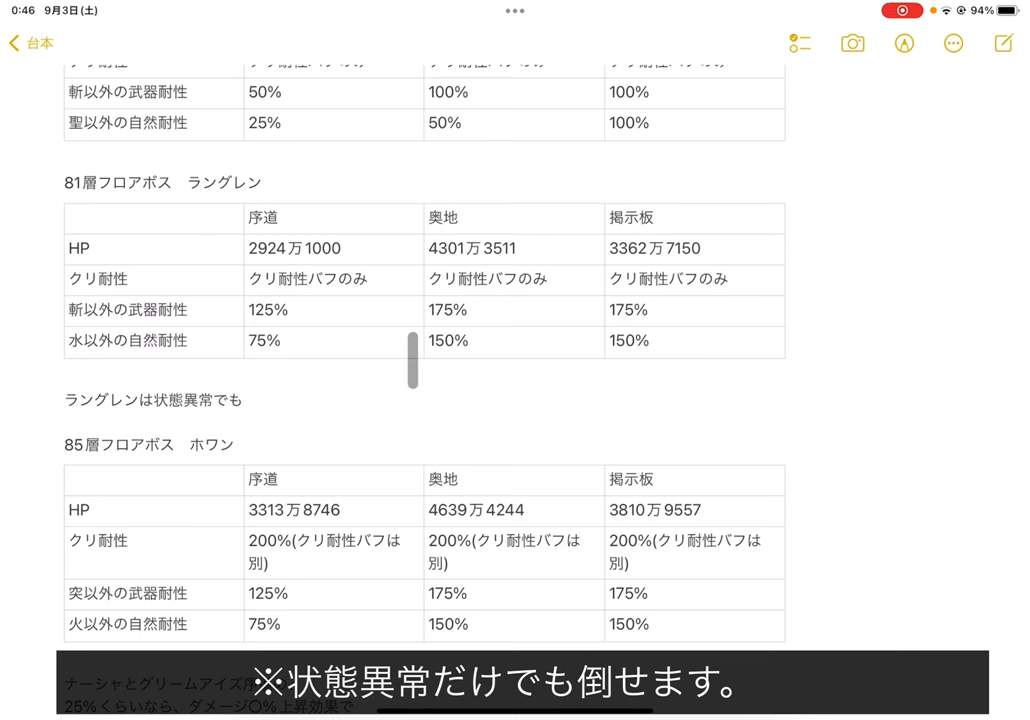 0:46 9月3日(土)
94%
台本
斬以外の武器耐性 50% 100% 100%
聖以外の自然耐性 25% 50% 100%
81層フロアボス ラングレン
序道 奥地 掲示板
HP 2924万1000 4301万3511 3362万7150
クリ耐性 クリ耐性バフのみ クリ耐性バフのみ クリ耐性バフのみ
斬以外の武器耐性 125% 175% 175%
水以外の自然耐性 75% 150% 150%
ラングレンは状態異常でも
85層フロアボス ホワン
序道 奥地 掲示板
HP 3313万8746 4639万4244 3810万9557
クリ耐性 200%(クリ耐性バフは 200%(クリ耐性バフは 200%(クリ耐性バフは
別) 別) 別)
突以外の武器耐性 125% 175% 175%
火以外の自然耐性 75% 150% 150%
※状態異常だけでも倒せます。
ナーシャとグリームアイズ序
25%くらいなら、ダメージ〇%上昇効果で